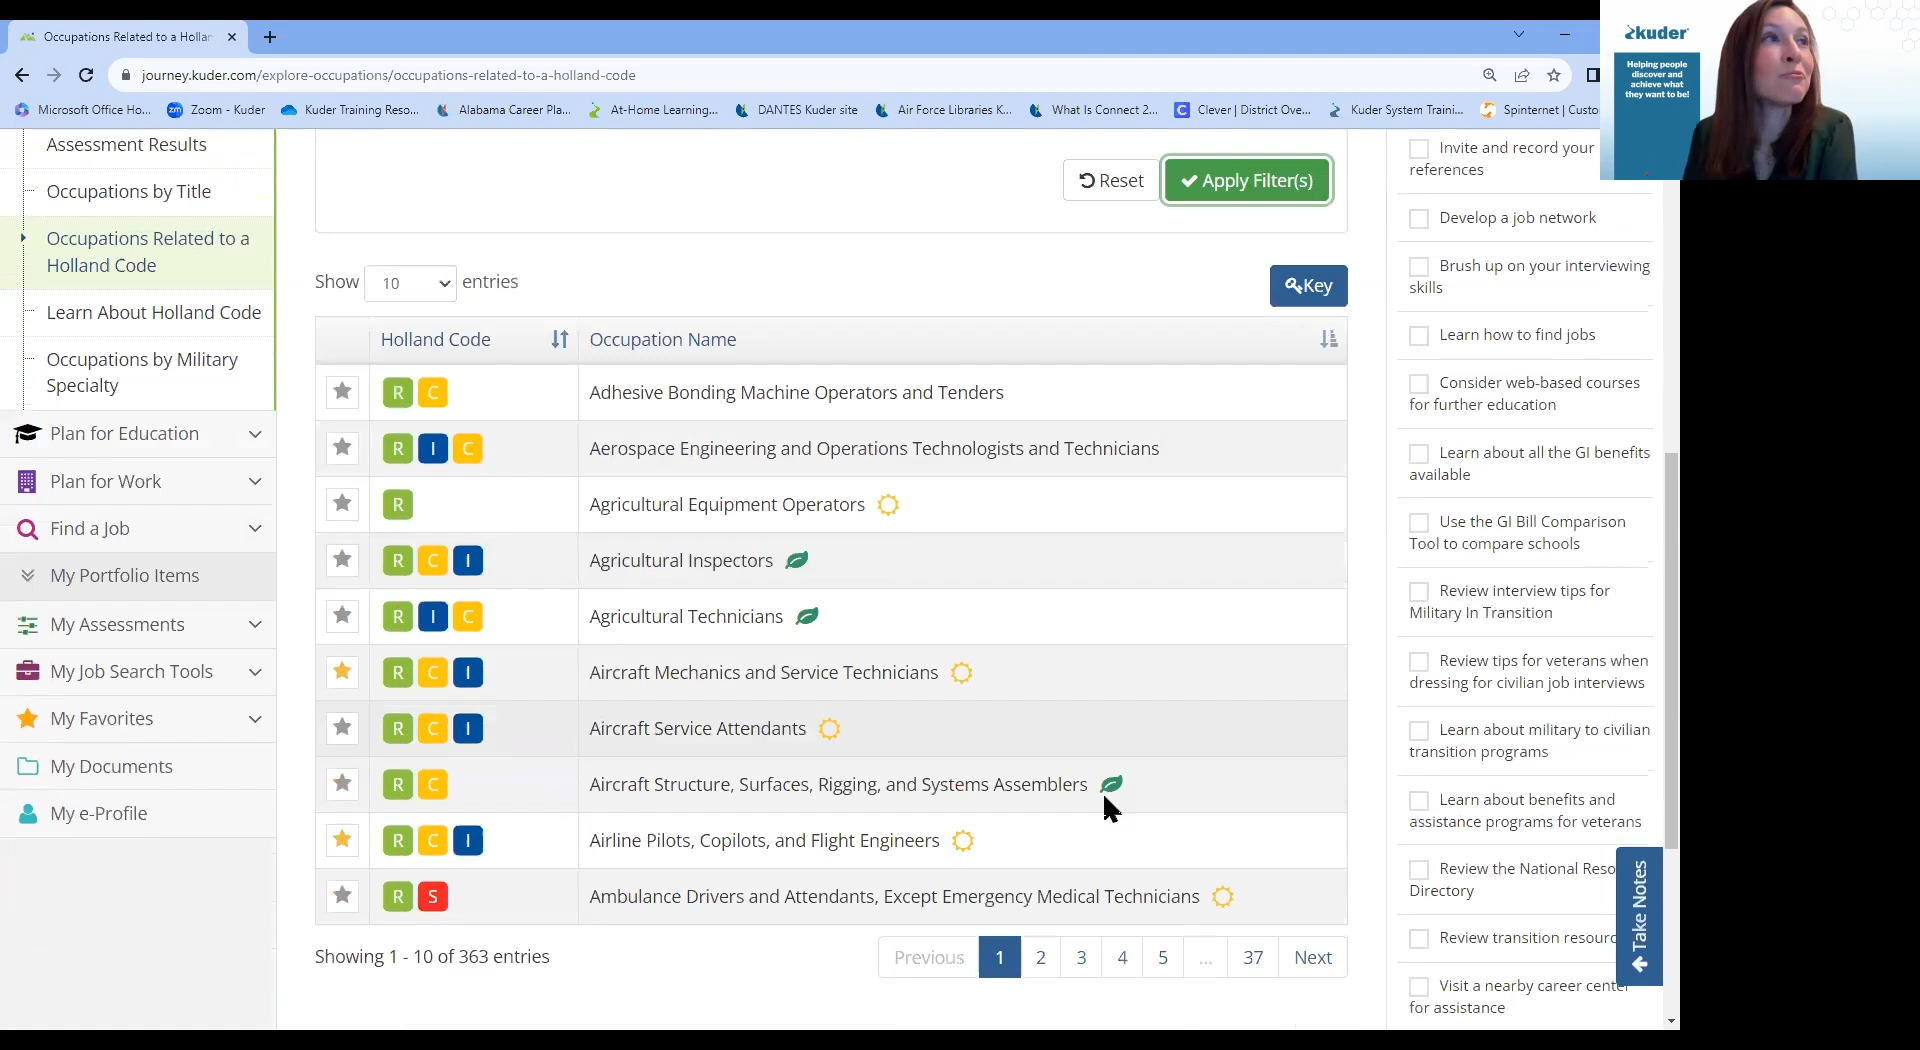 Occupations Related to a Hollan
journey.kuder.com/explore-occupations/occupations-related-to-a-holland-code
Microsoft Office Ho...
Zoom - Kuder
Kuder Training Reso...
Alabama Career Pla...
At-Home Learning...
DANTES Kuder site
Air Force Libraries K...
What Is Connect 2...
Clever | District Ove...
Kuder System Traini...
Spinternet | Custo
kuder
Helping people
discover and
achieve what
they want to be!
Assessment Results
Occupations by Title
Occupations Related to a
Holland Code
Learn About Holland Code
Occupations by Military
Specialty
Plan for Education
Plan for Work
Find a Job
My Portfolio Items
My Assessments
My Job Search Tools
My Favorites
My Documents
My e-Profile
Reset
Apply Filter(s)
Show 10 entries
Key
Holland Code Occupation Name
R C Adhesive Bonding Machine Operators and Tenders
R I C Aerospace Engineering and Operations Technologists and Technicians
R Agricultural Equipment Operators
R C I Agricultural Inspectors
R I C Agricultural Technicians
R C I Aircraft Mechanics and Service Technicians
R C I Aircraft Service Attendants
R C Aircraft Structure, Surfaces, Rigging, and Systems Assemblers
R C I Airline Pilots, Copilots, and Flight Engineers
R S Ambulance Drivers and Attendants, Except Emergency Medical Technicians
Showing 1 - 10 of 363 entries
Previous 1 2 3 4 5 ... 37 Next
Invite and record your
references
Develop a job network
Brush up on your interviewing
skills
Learn how to find jobs
Consider web-based courses
for further education
Learn about all the GI benefits
available
Use the GI Bill Comparison
Tool to compare schools
Review interview tips for
Military In Transition
Review tips for veterans when
dressing for civilian job interviews
Learn about military to civilian
transition programs
Learn about benefits and
assistance programs for veterans
Review the National Reso
Directory
Review transition resourc
Visit a nearby career center
for assistance
Take Notes